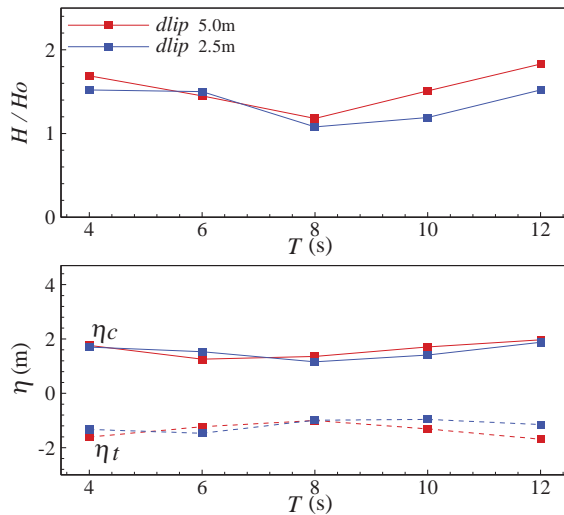 dlip 5.0m
dlip 2.5m
2
1
0
H / Ho
4 6 8 10 12
T (s)
4
2
0
-2
η (m)
ηc
ηt
4 6 8 10 12
T (s)